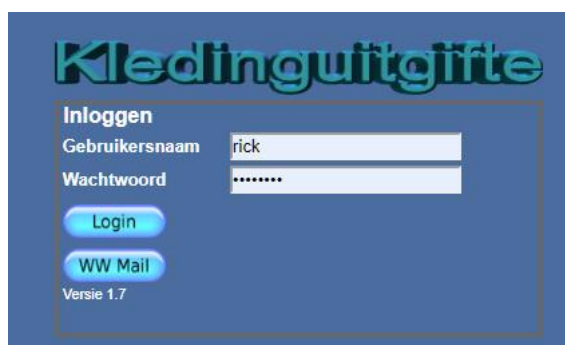 Kledinguitgifte
Inloggen
Gebruikersnaam rick
Wachtwoord ••••••••
Login
WW Mail
Versie 1.7